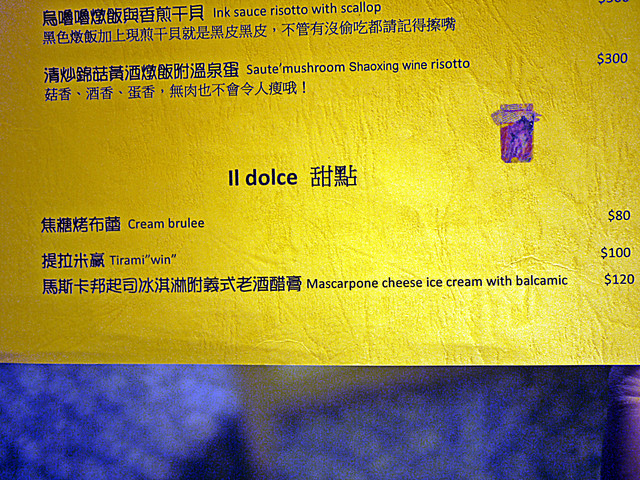 烏嚕嚕燉飯與香煎干貝 Ink sauce risotto with scallop
黑色燉飯加上現煎干貝就是黑皮黑皮，不管有沒偷吃都請記得擦嘴
清炒錦菇黃酒燉飯附溫泉蛋 Saute'mushroom Shaoxing wine risotto $300
菇香、酒香、蛋香，無肉也不會令人瘦哦！
Il dolce 甜點
焦糖烤布蕾 Cream brulee $80
提拉米贏 Tirami"win" $100
馬斯卡邦起司冰淇淋附義式老酒醋膏 Mascarpone cheese ice cream with balcamic $120